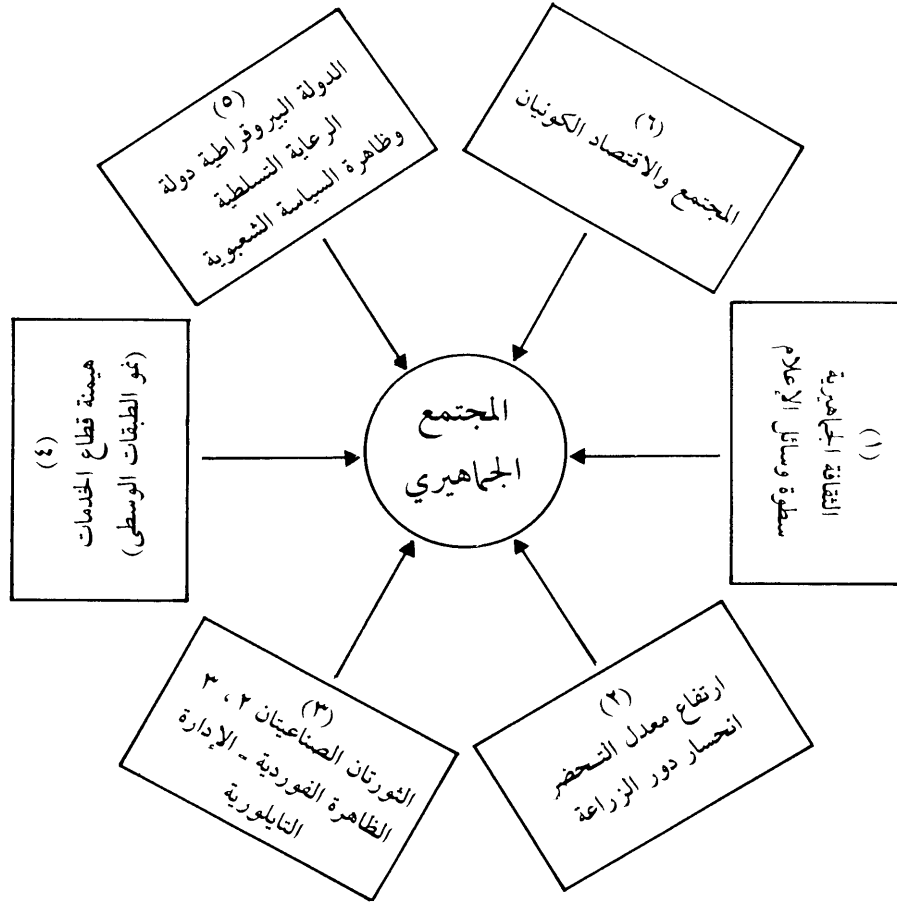 المجتمع
الجماهيري
(١)
الثقافة الجماهيرية
سطوة وسائل الإعلام
(٢)
ارتفاع معدل التحضر
انحسار دور الزراعة
(٣)
الثورتان الصناعيتان ٢ ، ٣
الظاهرة الفوردية - الإدارة
التايلورية
(٤)
هيمنة قطاع الخدمات
(نمو الطبقات الوسطى)
(٥)
الدولة البيروقراطية دولة
الرعاية التسلطية
وظاهرة السياسة الشعبوية
(٦)
المجتمع والاقتصاد الكونيان